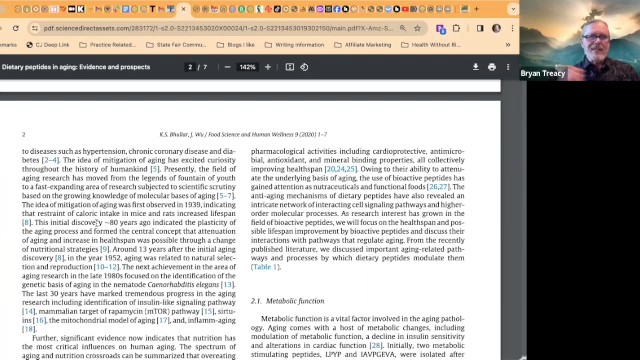 pdf.sciencedirectassets.com/283172/1-s2.0-S2213453020X00021/1-s2.0-S2213453019302150/main.pdf?X-Amz-S...
CJ Deep Link
Practice Related...
State Fair Commu...
Blogs I like
Writing Information
Affiliate Marketing
Health Without Ri...
Dietary peptides in aging: Evidence and prospects
2 / 7
142%
Bryan Treacy
2
K.S. Bhullar, J. Wu / Food Science and Human Wellness 9 (2020) 1–7
to diseases such as hypertension, chronic coronary disease and dia-
betes [2–4]. The idea of mitigation of aging has excited curiosity
throughout the history of humankind [5]. Presently, the field of
aging research has moved from the legends of fountain of youth
to a fast-expanding area of research subjected to scientific scrutiny
based on the growing knowledge of molecular bases of aging [5–7].
The idea of mitigation of aging was first observed in 1939, indicating
that restraint of caloric intake in mice and rats increased lifespan
[8]. This initial discovery ~80 years ago indicated the plasticity of
the aging process and formed the central concept that attenuation
of aging and increase in healthspan was possible through a change
of nutritional strategies [9]. Around 13 years after the initial aging
discovery [8], in the year 1952, aging was related to natural selec-
tion and reproduction [10–12]. The next achievement in the area of
aging research in the late 1980s focused on the identification of the
genetic basis of aging in the nematode Caenorhabditis elegans [13].
The last 30 years have marked tremendous progress in the aging
research including identification of insulin-like signaling pathway
[14], mammalian target of rapamycin (mTOR) pathway [15], sirtu-
ins [16], the mitochondrial model of aging [17], and, inflamm-aging
[18].
Further, significant evidence now indicates that nutrition has
the most critical influences on human aging. The spectrum of
aging and nutrition crossroads can be summarized that overeating
pharmacological activities including cardioprotective, antimicro-
bial, antioxidant, and mineral binding properties, all collectively
improving healthspan [20,24,25].
Owing to their ability to attenu-
ate the underlying basis of aging, the use of bioactive peptides has
gained attention as nutraceuticals and functional foods [26,27]. The
anti-aging mechanisms of dietary peptides have also revealed an
intricate network of interacting cell signaling pathways and higher-
order molecular processes. As research interest has grown in the
field of bioactive peptides, we will focus on the healthspan and pos-
sible lifespan improvement by bioactive peptides and discuss their
interactions with pathways that regulate aging. From the recently
published literature, we discussed important aging-related path-
ways and processes by which dietary peptides modulate them
(Table 1).
2.1. Metabolic function
Metabolic function is a vital factor involved in the aging pathol-
ogy. Aging comes with a host of metabolic changes, including
modulation of metabolic function, a decline in insulin sensitivity
and alterations in cardiac function [28]. Initially, two metabolic
stimulating peptides, LPYP and IAVPGEVA, were isolated after